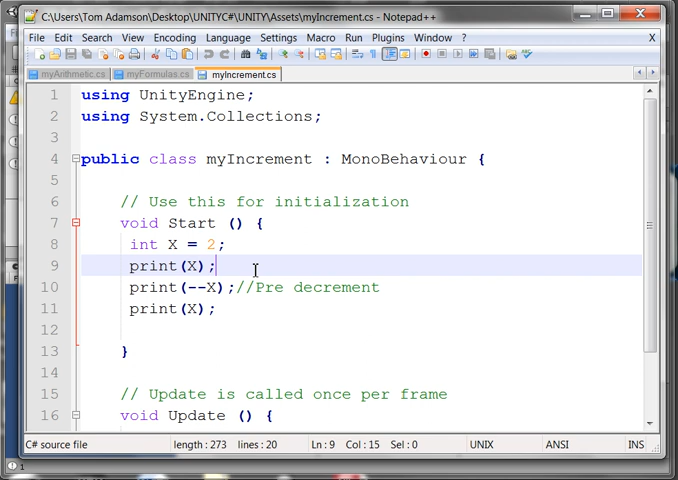 C:\Users\Tom Adamson\Desktop\UNITYC#\UNITY\Assets\myIncrement.cs - Notepad++
File Edit Search View Encoding Language Settings Macro Run Plugins Window ? X
myArithmetic.cs myFormulas.cs myIncrement.cs
1 using UnityEngine;
2 using System.Collections;
3
4 public class myIncrement : MonoBehaviour {
5
6 // Use this for initialization
7 void Start () {
8 int X = 2;
9 print(X);
10 print(--X);//Pre decrement
11 print(X);
12
13 }
14
15 // Update is called once per frame
16 void Update () {
C# source file length : 273 lines : 20 Ln : 9 Col : 15 Sel : 0 UNIX ANSI INS
1